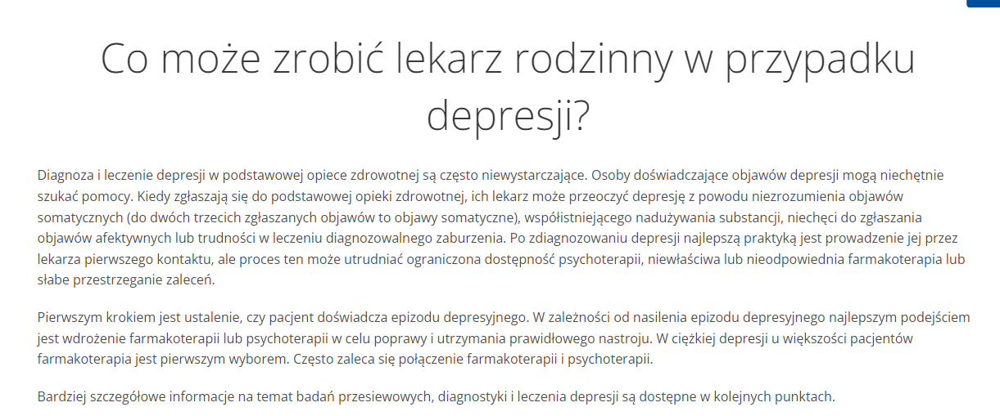 Co może zrobić lekarz rodzinny w przypadku
depresji?
Diagnoza i leczenie depresji w podstawowej opiece zdrowotnej są często niewystarczające. Osoby doświadczające objawów depresji mogą niechętnie
szukać pomocy. Kiedy zgłaszają się do podstawowej opieki zdrowotnej, ich lekarz może przeoczyć depresję z powodu niezrozumienia objawów
somatycznych (do dwóch trzecich zgłaszanych objawów to objawy somatyczne), współistniejącego nadużywania substancji, niechęci do zgłaszania
objawów afektywnych lub trudności w leczeniu diagnozowalnego zaburzenia. Po zdiagnozowaniu depresji najlepszą praktyką jest prowadzenie jej przez
lekarza pierwszego kontaktu, ale proces ten może utrudniać ograniczona dostępność psychoterapii, niewłaściwa lub nieodpowiednia farmakoterapia lub
słabe przestrzeganie zaleceń.
Pierwszym krokiem jest ustalenie, czy pacjent doświadcza epizodu depresyjnego. W zależności od nasilenia epizodu depresyjnego najlepszym podejściem
jest wdrożenie farmakoterapii lub psychoterapii w celu poprawy i utrzymania prawidłowego nastroju. W ciężkiej depresji u większości pacjentów
farmakoterapia jest pierwszym wyborem. Często zaleca się połączenie farmakoterapii i psychoterapii.
Bardziej szczegółowe informacje na temat badań przesiewowych, diagnostyki i leczenia depresji są dostępne w kolejnych punktach.